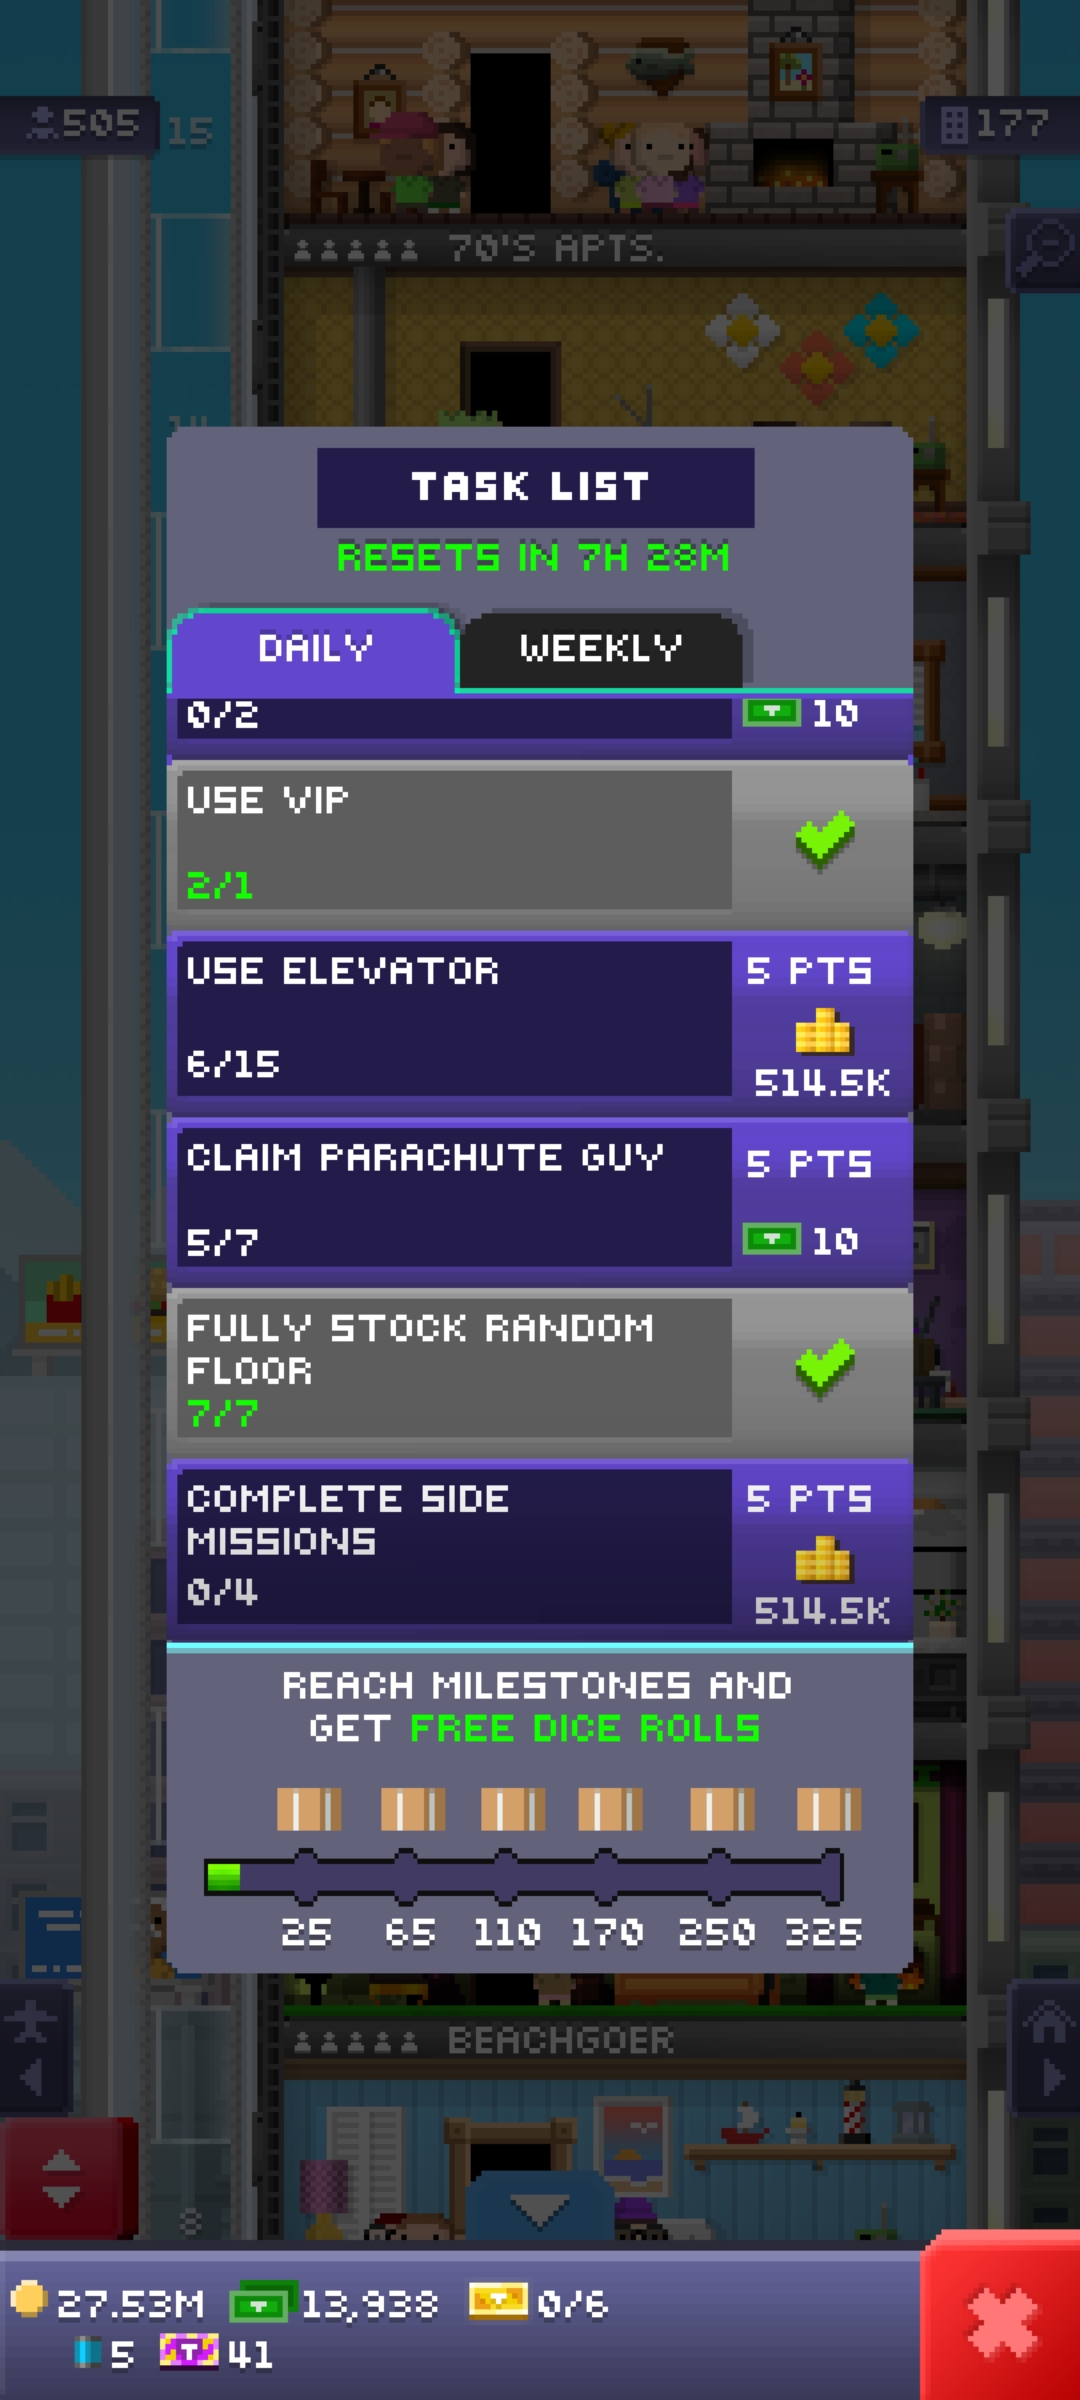 505
15
177
70'S APTS.
TASK LIST
RESETS IN 7H 28M
DAILY
WEEKLY
0/2
10
USE VIP
2/1
USE ELEVATOR
5 PTS
6/15
514.5K
CLAIM PARACHUTE GUY
5 PTS
5/7
10
FULLY STOCK RANDOM
FLOOR
7/7
COMPLETE SIDE
MISSIONS
5 PTS
0/4
514.5K
REACH MILESTONES AND
GET FREE DICE ROLLS
25 65 110 170 250 325
BEACHGOER
8
27.53M 13,938 0/6
5 41